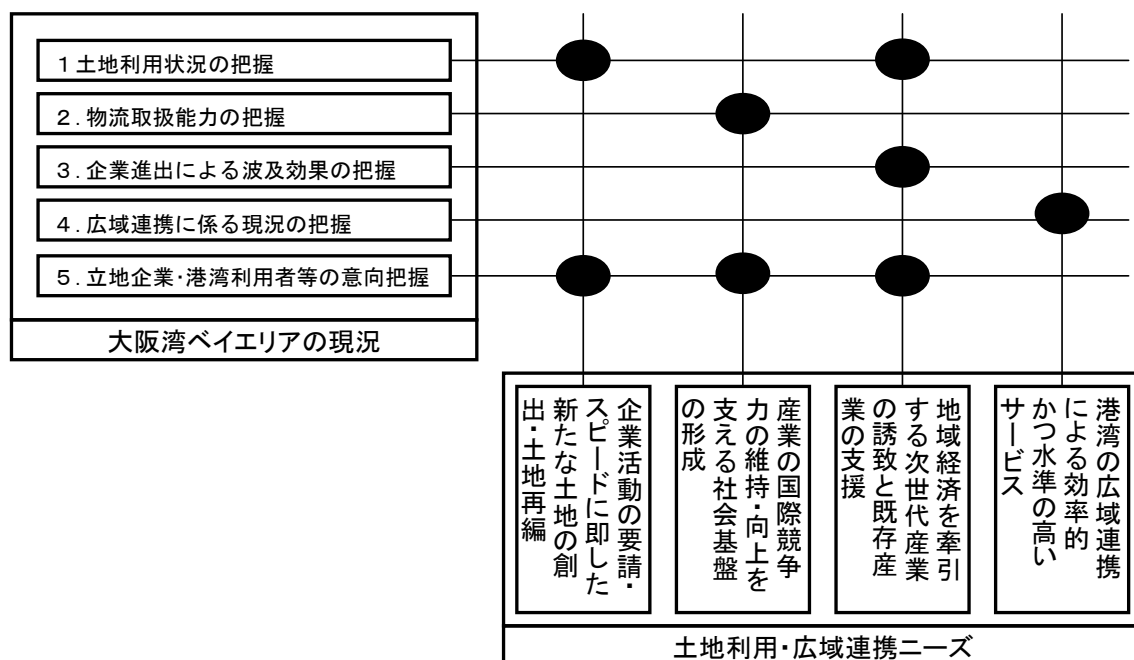 1土地利用状況の把握
2．物流取扱能力の把握
3．企業進出による波及効果の把握
4．広域連携に係る現況の把握
5．立地企業・港湾利用者等の意向把握
大阪湾ベイエリアの現況
企業活動の要請・
スピードに即した
新たな土地の創
出・土地再編
産業の国際競争
力の維持・向上を
支える社会基盤
の形成
地域経済を牽引
する次世代産業
の誘致と既存産
業の支援
港湾の広域連携
による効率的
かつ水準の高い
サービス
土地利用・広域連携ニーズ